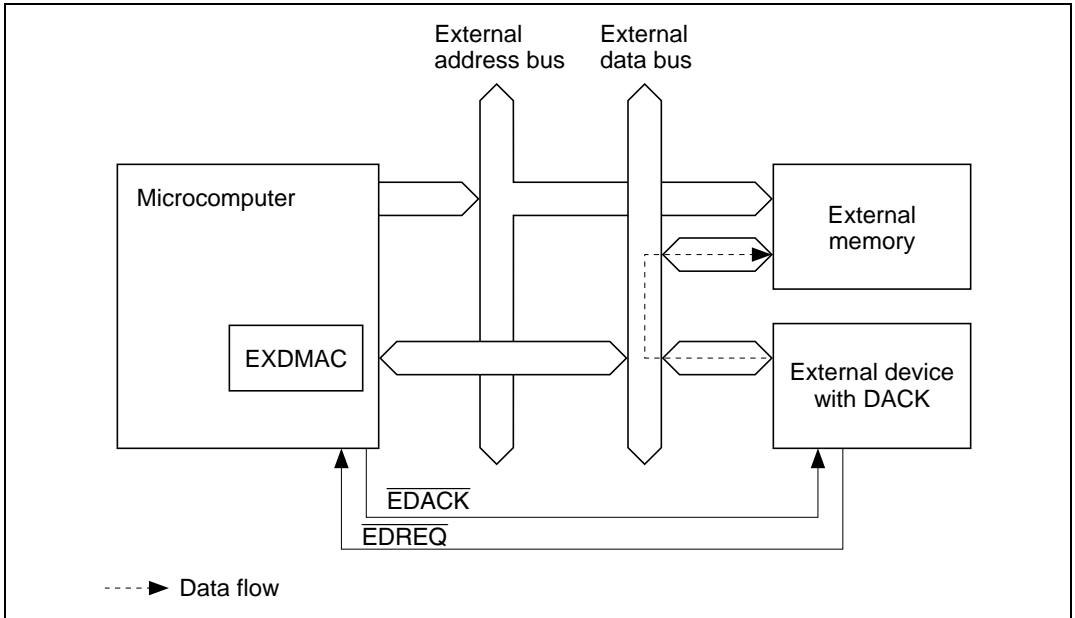 External
address bus
External
data bus
Microcomputer
External
memory
EXDMAC
External device
with DACK
EDACK
EDREQ
Data flow